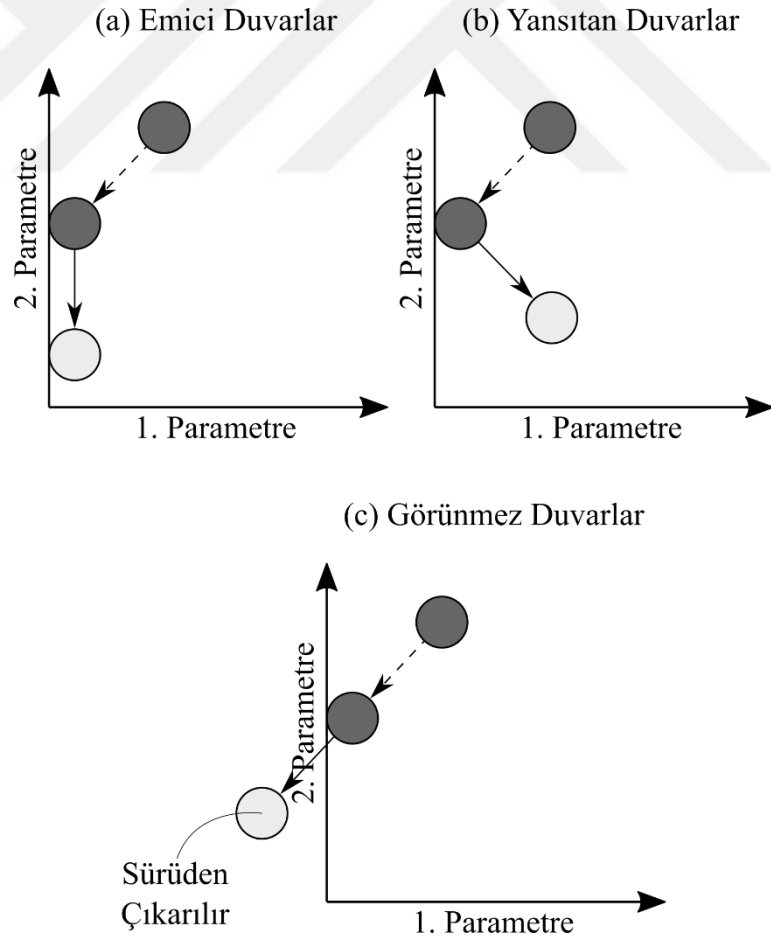 (a) Emici Duvarlar
(b) Yansıtan Duvarlar
2. Parametre
1. Parametre
2. Parametre
1. Parametre
(c) Görünmez Duvarlar
2. Parametre
Sürüden
Çıkarılır
1. Parametre